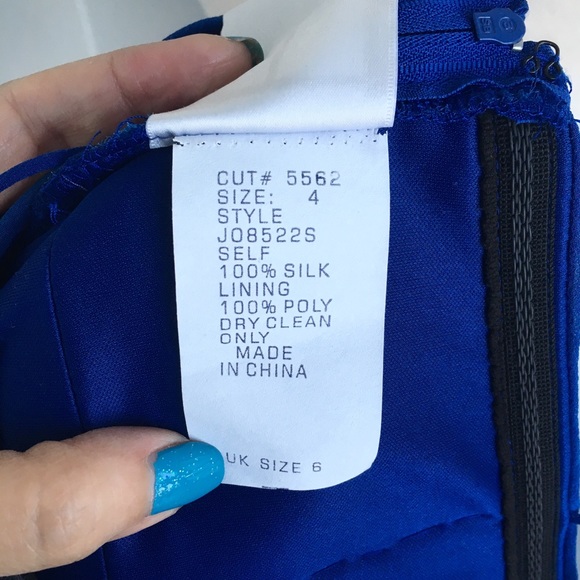 CUT# 5562
SIZE: 4
STYLE
J08522S
SELF
100% SILK
LINING
100% POLY
DRY CLEAN
ONLY
MADE
IN CHINA
UK SIZE 6